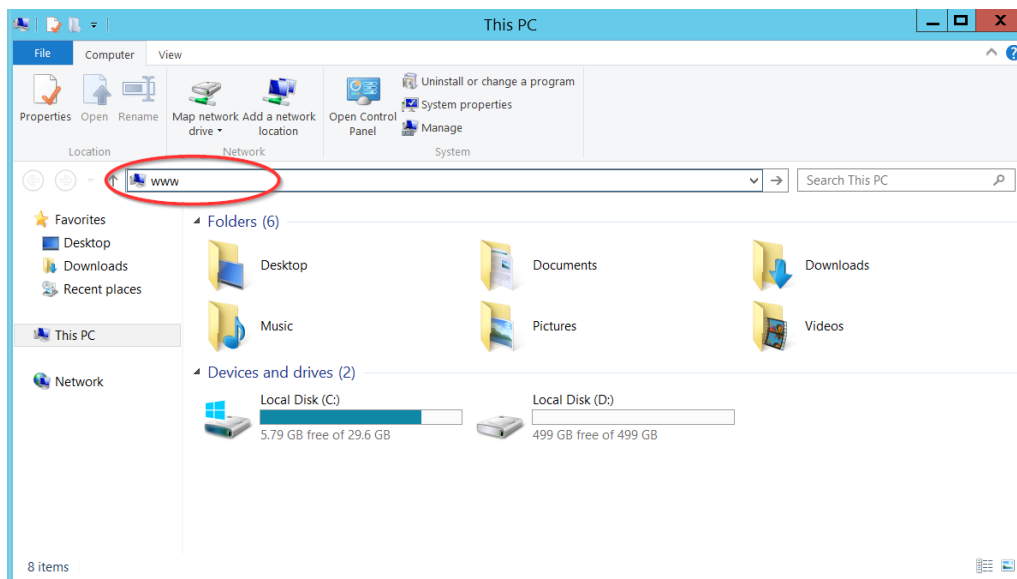 This PC
File Computer View
Properties Open Rename Map network drive Add a network location Open Control Panel Uninstall or change a program
System properties
Manage
Location Network System
www Search This PC
Favorites
Desktop
Downloads
Recent places
This PC
Network
Folders (6)
Desktop Documents Downloads
Music Pictures Videos
Devices and drives (2)
Local Disk (C:) Local Disk (D:)
5.79 GB free of 29.6 GB 499 GB free of 499 GB
8 items